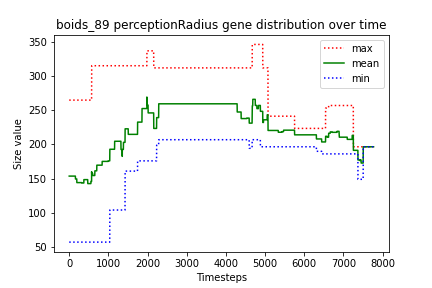 boids_89 perceptionRadius gene distribution over time
350
300
250
200
150
100
50
Size value
max
mean
min
0
1000
2000
3000
4000
5000
6000
7000
8000
Timesteps